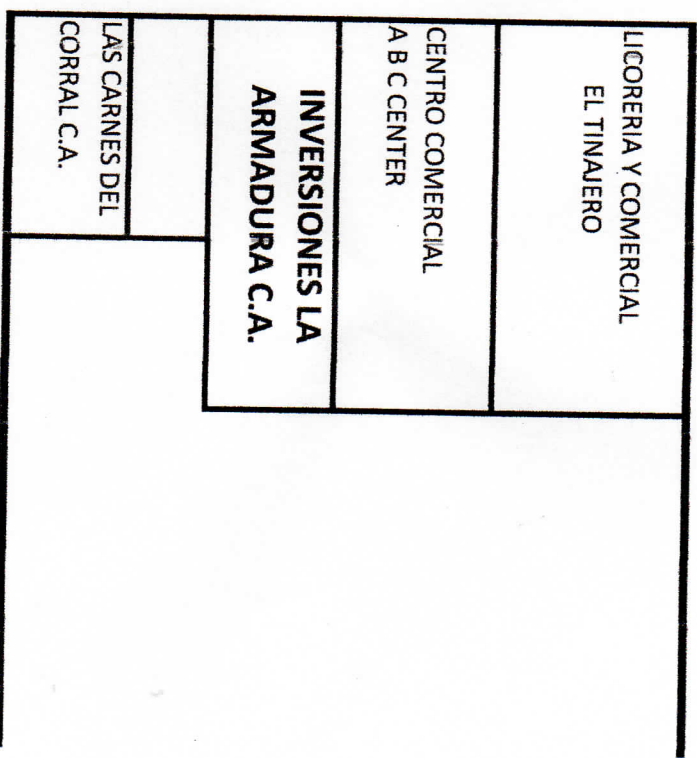 LICORERIA Y COMERCIAL
EL TINAJERO
CENTRO COMERCIAL
A B C CENTER
INVERSIONES LA
ARMADURA C.A.
LAS CARNES DEL
CORRAL C.A.